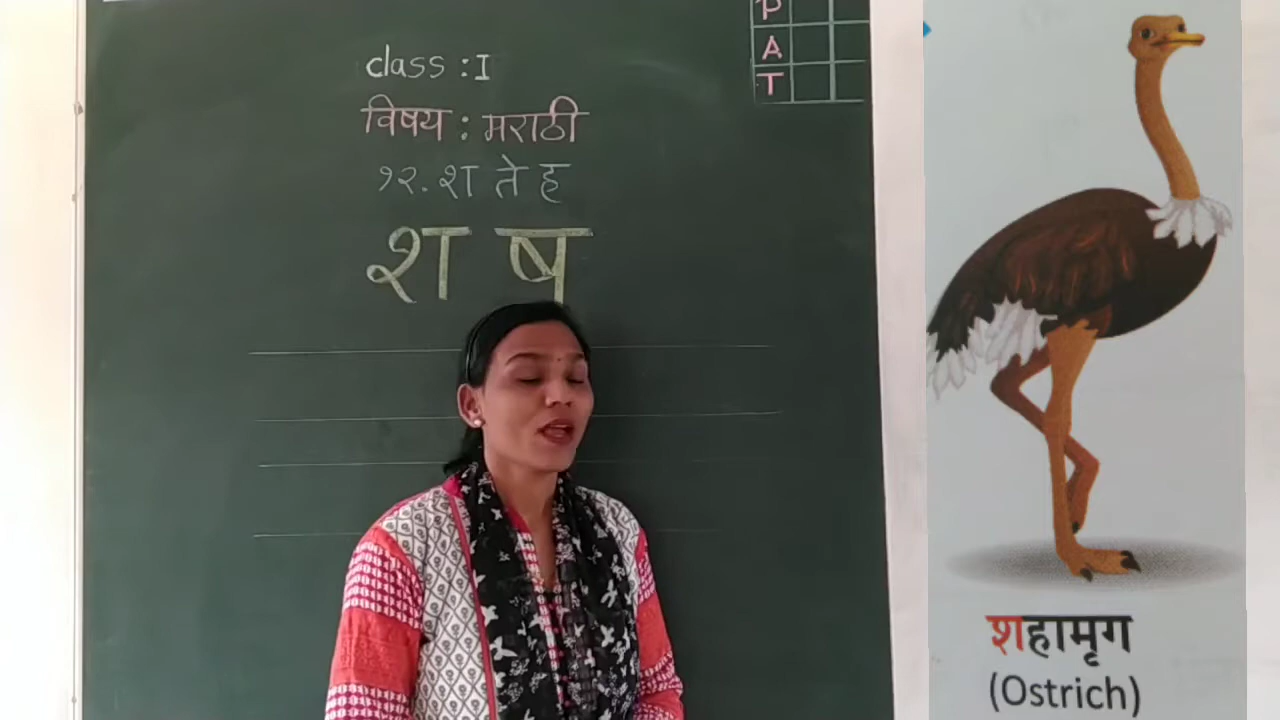 class : I
विषय : मराठी
१२. श ते ह
श ष
P
A
T
शहामृग
(Ostrich)